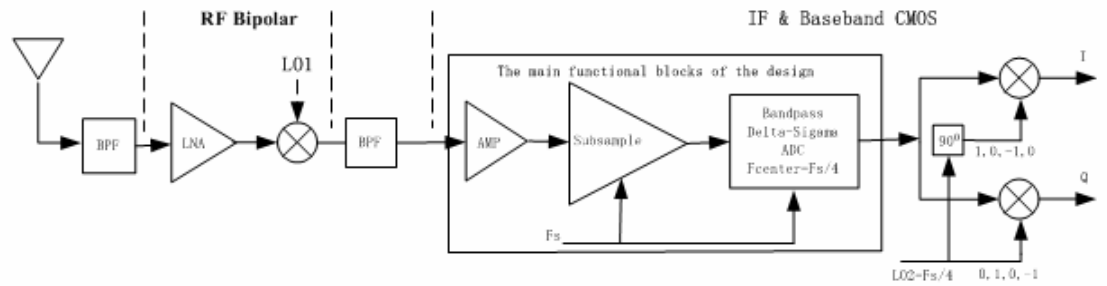 RF Bipolar
IF & Baseband CMOS
LO1
The main functional blocks of the design
I
BPF
LNA
BPF
AMP
Subsample
Bandpass
Delta-Sigama
ADC
Fcenter-Fs/4
90⁰
1,0,-1,0
Q
Fs
LO2-Fs/4
0,1,0,-1